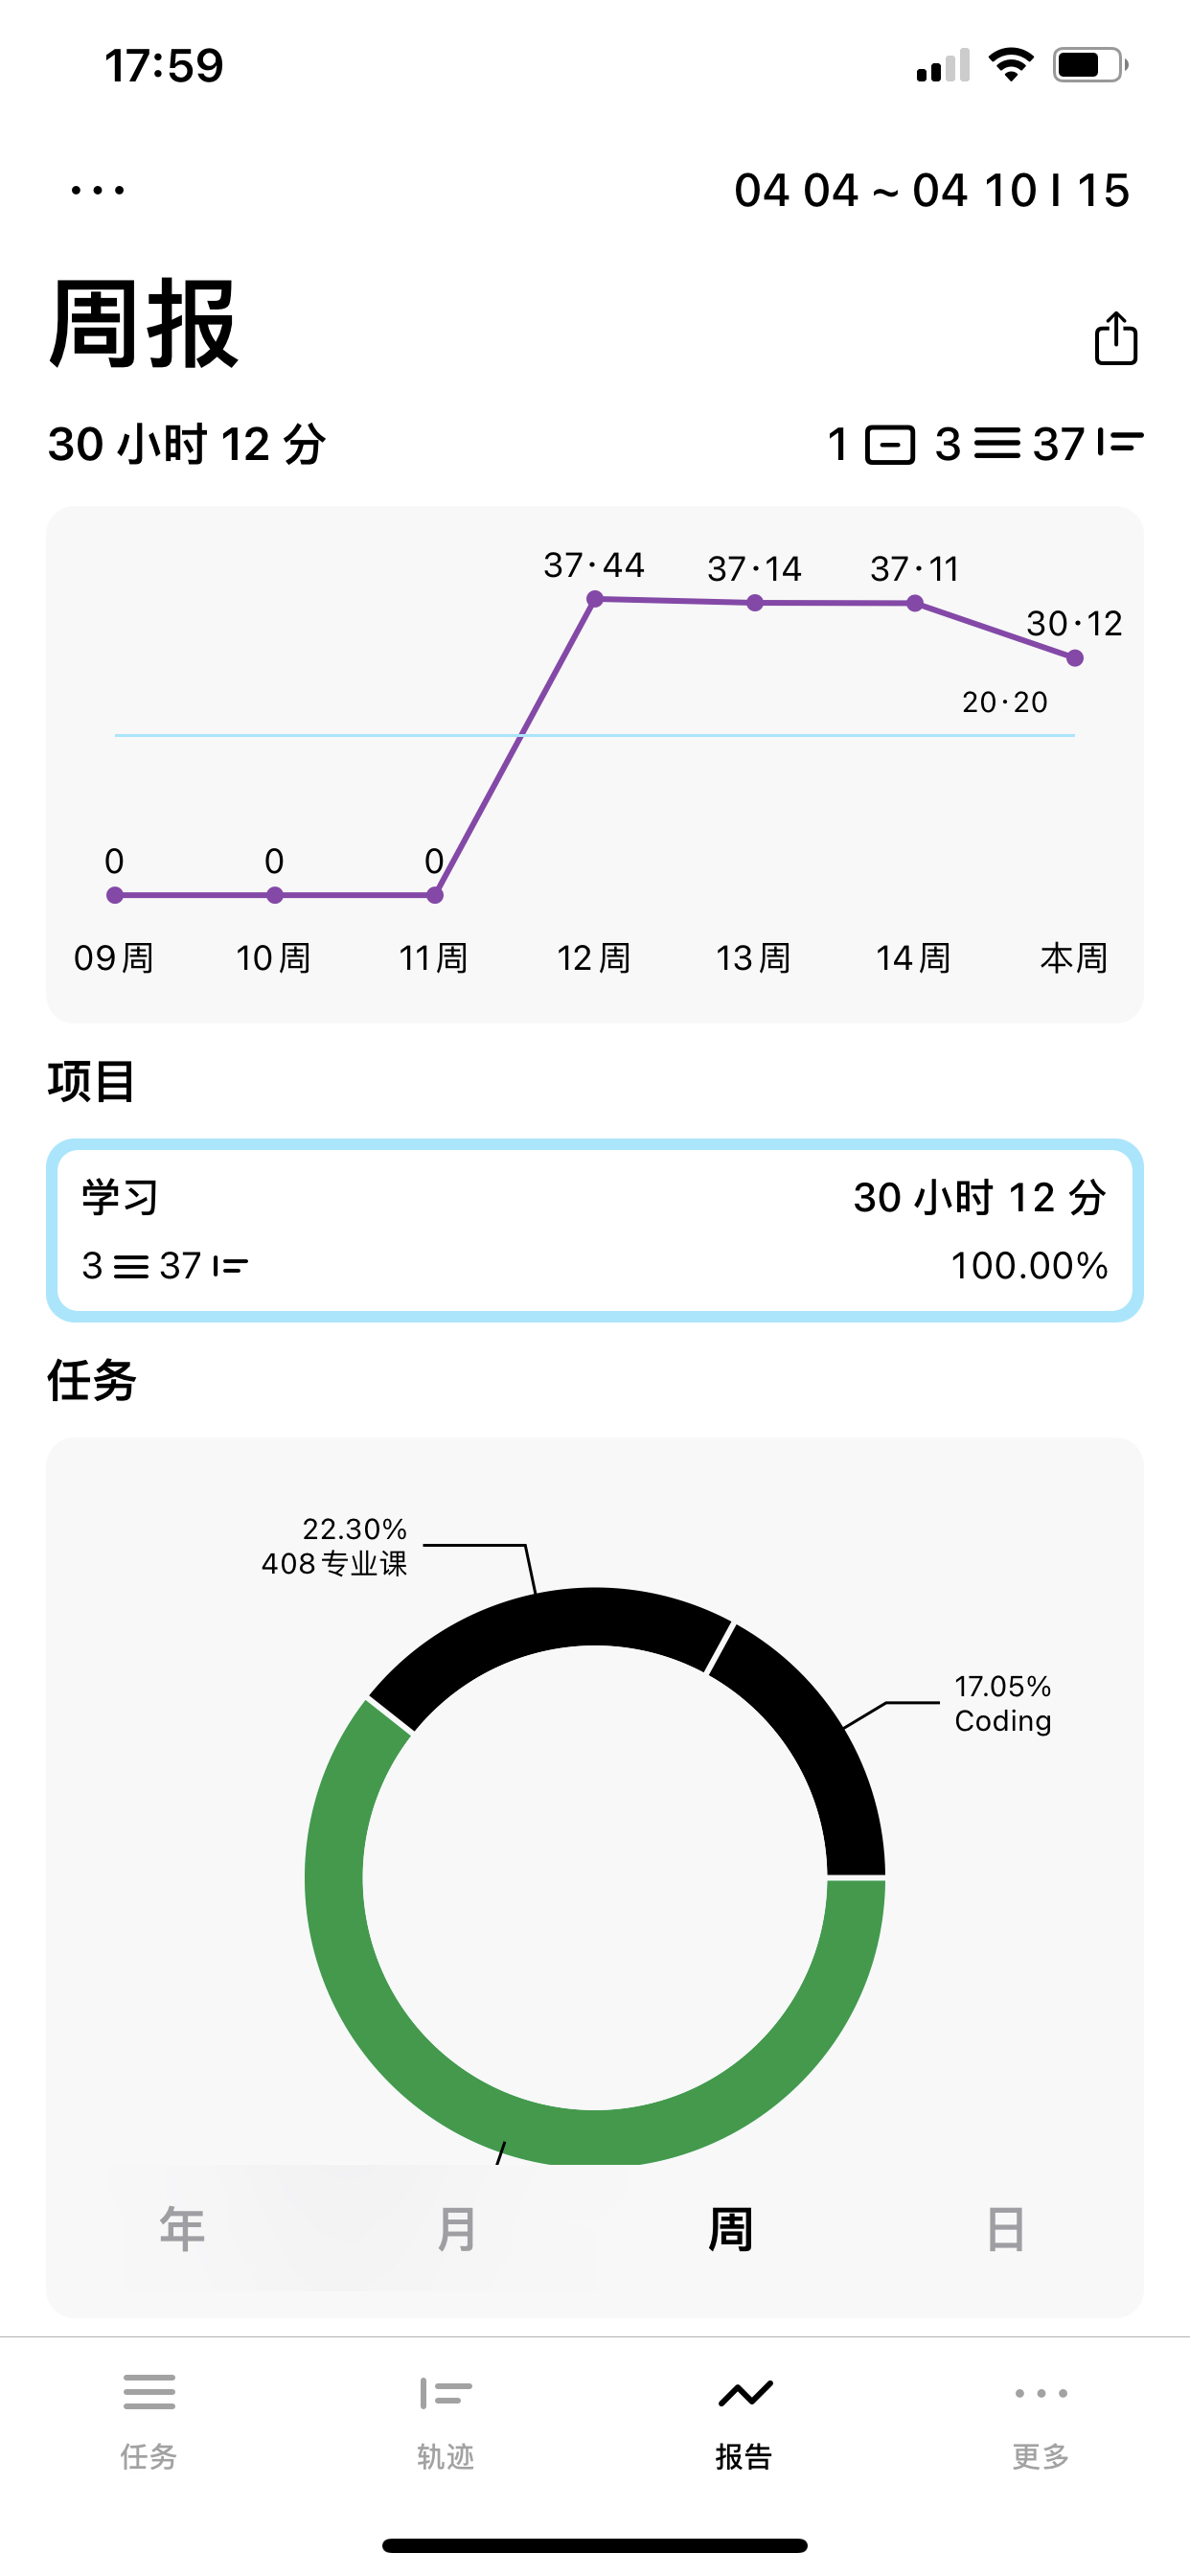 17:59
04 04 ~ 04 10 | 15
周报
30 小时 12 分
1 3 37
37·44
37·14
37·11
30·12
20·20
0
0
0
09周
10周
11周
12周
13周
14周
本周
项目
学习
30 小时 12 分
3 37
100.00%
任务
22.30%
408专业课
17.05%
Coding
年
月
周
日
任务
轨迹
报告
更多